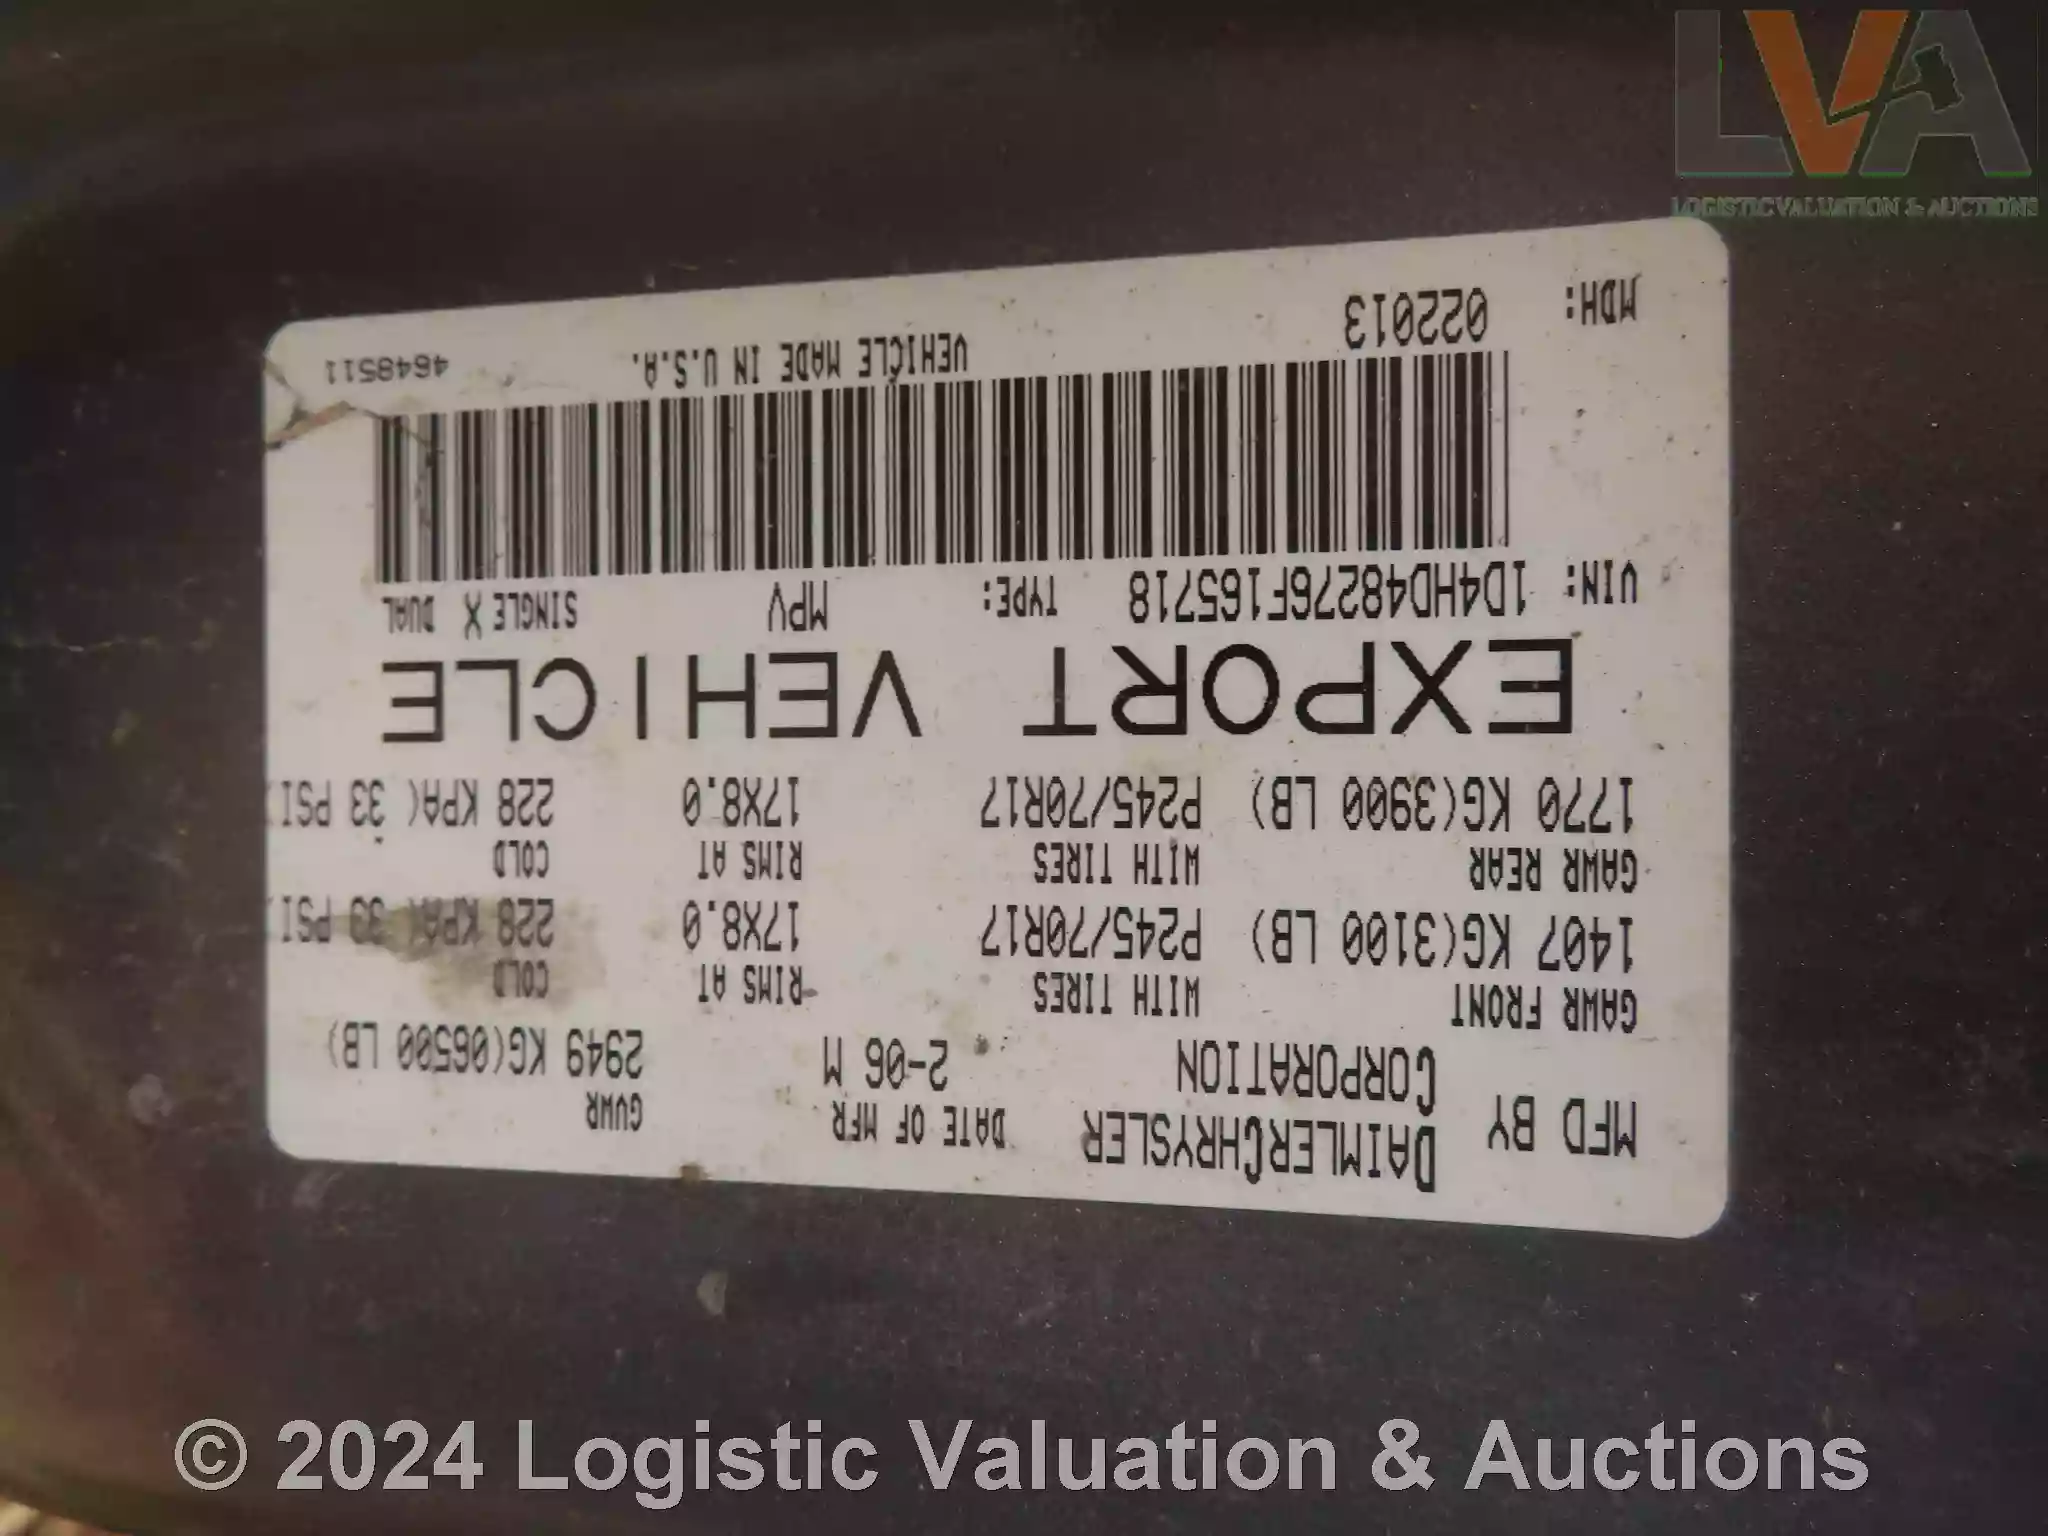 LVA
LOGISTIC VALUATION & AUCTIONS
MFD BY DAIMLERCHRYSLER CORPORATION DATE OF MFR 2-06 M GVWR 2949 KG(06500 LB)
GAWR FRONT WITH TIRES RIMS AT COLD
1407 KG(3100 LB) P245/70R17 17X8.0 228 KPA( 33 PSI)
GAWR REAR WITH TIRES RIMS AT COLD
1770 KG(3900 LB) P245/70R17 17X8.0 228 KPA( 33 PSI)
EXPORT VEHICLE
VIN: 1D4HD48276F165718 TYPE: MPV SINGLE X DUAL
MDH: 022013 VEHICLE MADE IN U.S.A. 4648511
© 2024 Logistic Valuation & Auctions